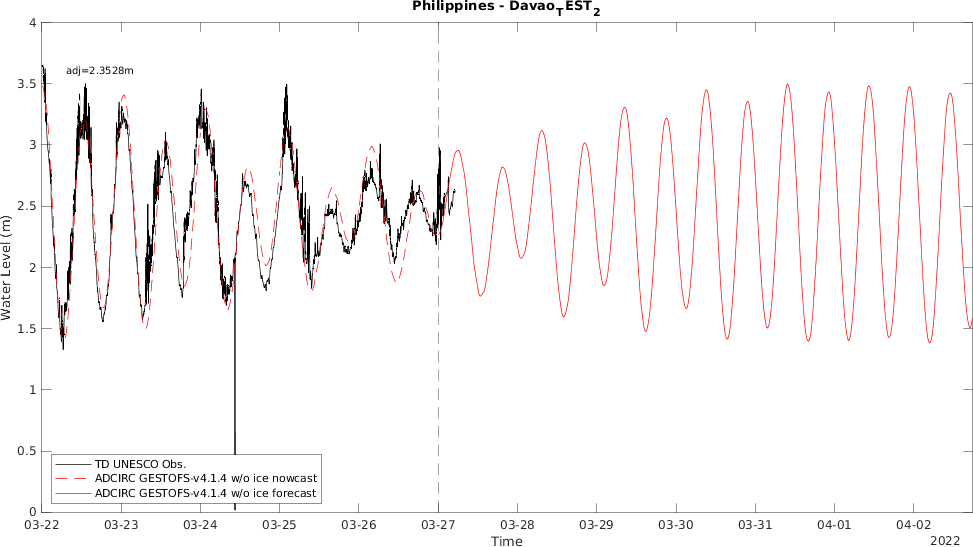 Philippines - Davao_TEST_2
adj=2.3528m
Water Level (m)
4
3.5
3
2.5
2
1.5
1
0.5
0
TD UNESCO Obs.
ADCIRC GESTOFS-v4.1.4 w/o ice nowcast
ADCIRC GESTOFS-v4.1.4 w/o ice forecast
03-22 03-23 03-24 03-25 03-26 03-27 03-28 03-29 03-30 03-31 04-01 04-02
Time
2022